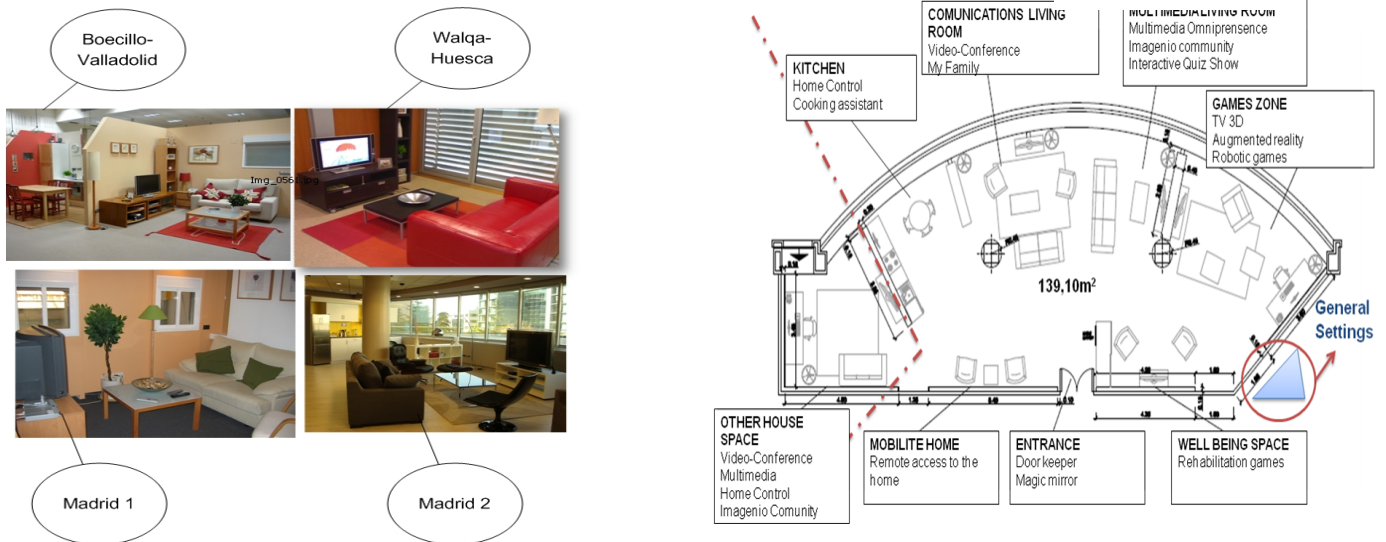 Boecillo-
Valladolid
Walqa-
Huesca
Img_0561.jpg
Madrid 1
Madrid 2
COMUNICATIONS LIVING
ROOM
Video-Conference
My Family
MULTIMEDIA LIVING ROOM
Multimedia Omniprensence
Imagenio community
Interactive Quiz Show
KITCHEN
Home Control
Cooking assistant
GAMES ZONE
TV 3D
Augmented reality
Robotic games
139,10m²
General
Settings
OTHER HOUSE
SPACE
Video-Conference
Multimedia
Home Control
Imagenio Comunity
MOBILITE HOME
Remote access to the
home
ENTRANCE
Door keeper
Magic mirror
WELL BEING SPACE
Rehabilitation games